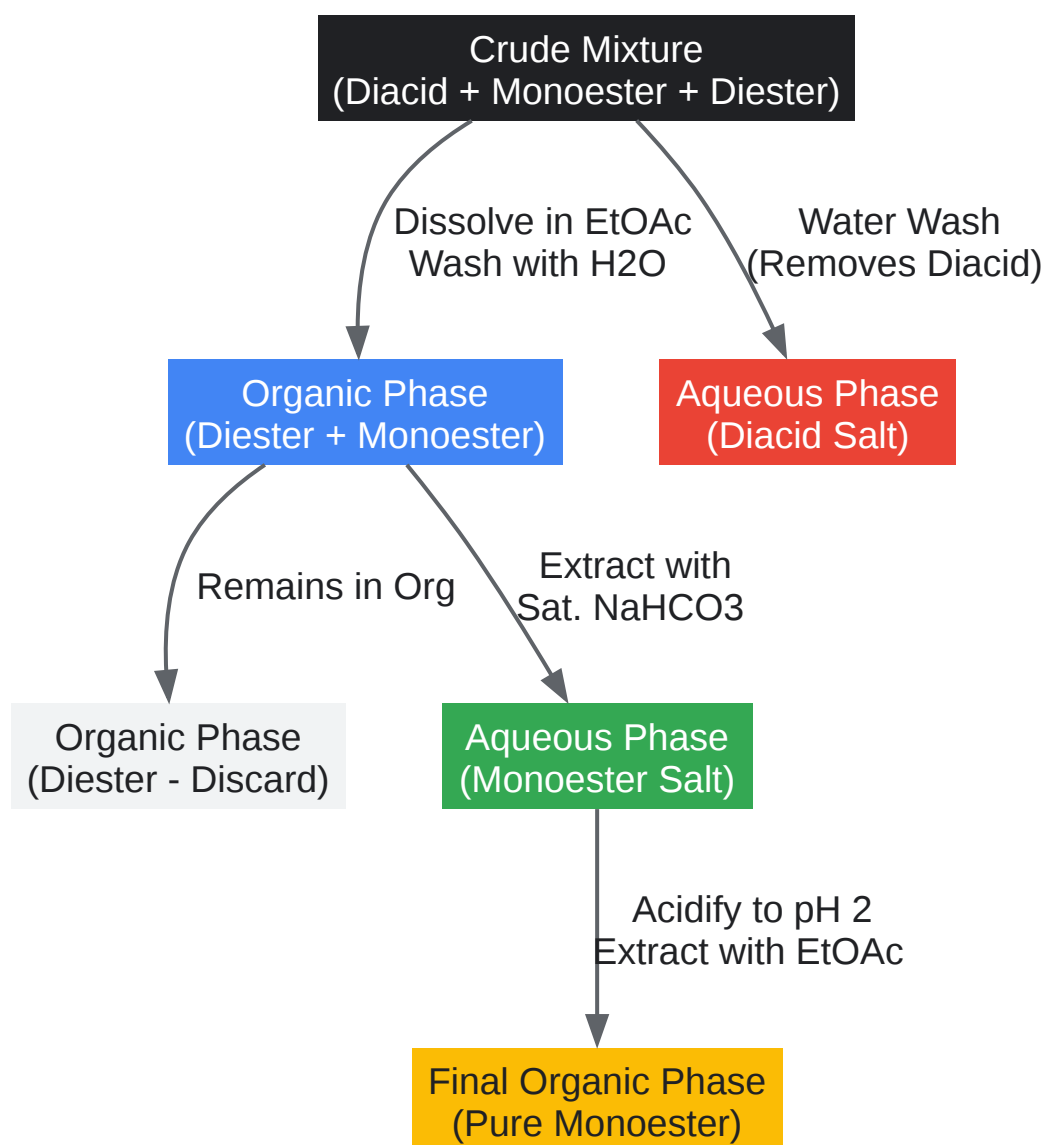 Crude Mixture
(Diacid + Monoester + Diester)
Dissolve in EtOAc
Wash with H2O
Water Wash
(Removes Diacid)
Organic Phase
(Diester + Monoester)
Aqueous Phase
(Diacid Salt)
Remains in Org
Extract with
Sat. NaHCO3
Organic Phase
(Diester - Discard)
Aqueous Phase
(Monoester Salt)
Acidify to pH 2
Extract with EtOAc
Final Organic Phase
(Pure Monoester)